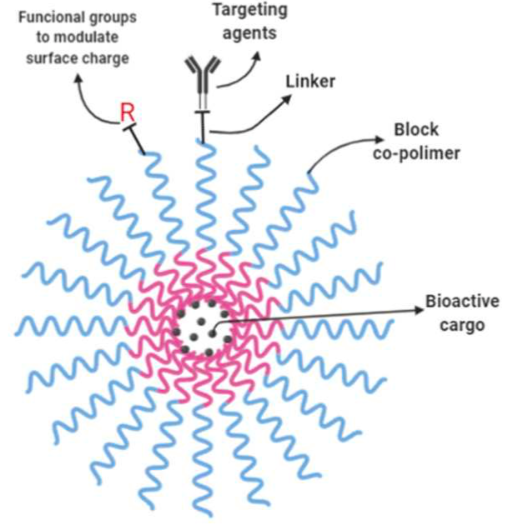 Funcional groups
to modulate
surface charge
Targeting
agents
Linker
R
Block
co-polimer
Bioactive
cargo